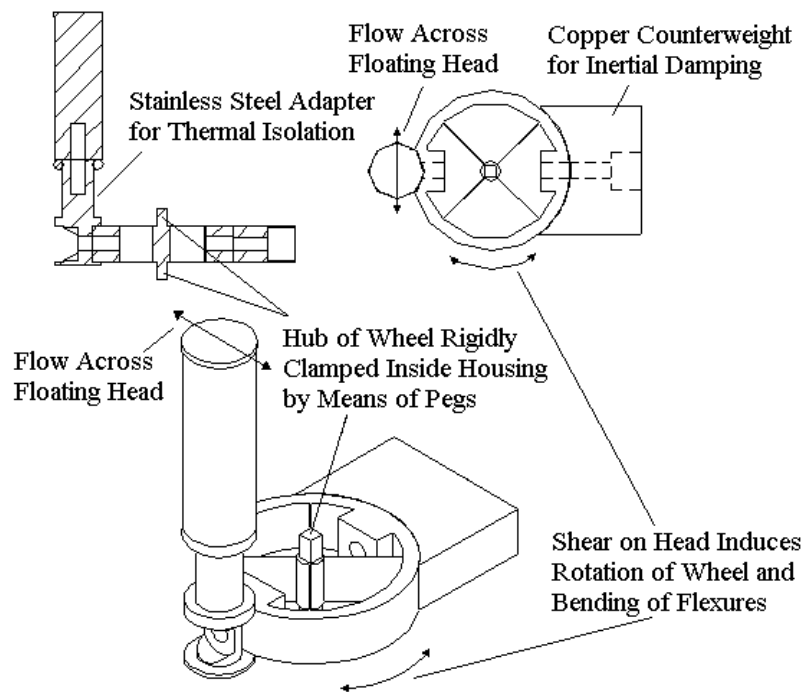 Flow Across
Floating Head
Copper Counterweight
for Inertial Damping
Stainless Steel Adapter
for Thermal Isolation
Flow Across
Floating Head
Hub of Wheel Rigidly
Clamped Inside Housing
by Means of Pegs
Shear on Head Induces
Rotation of Wheel and
Bending of Flexures